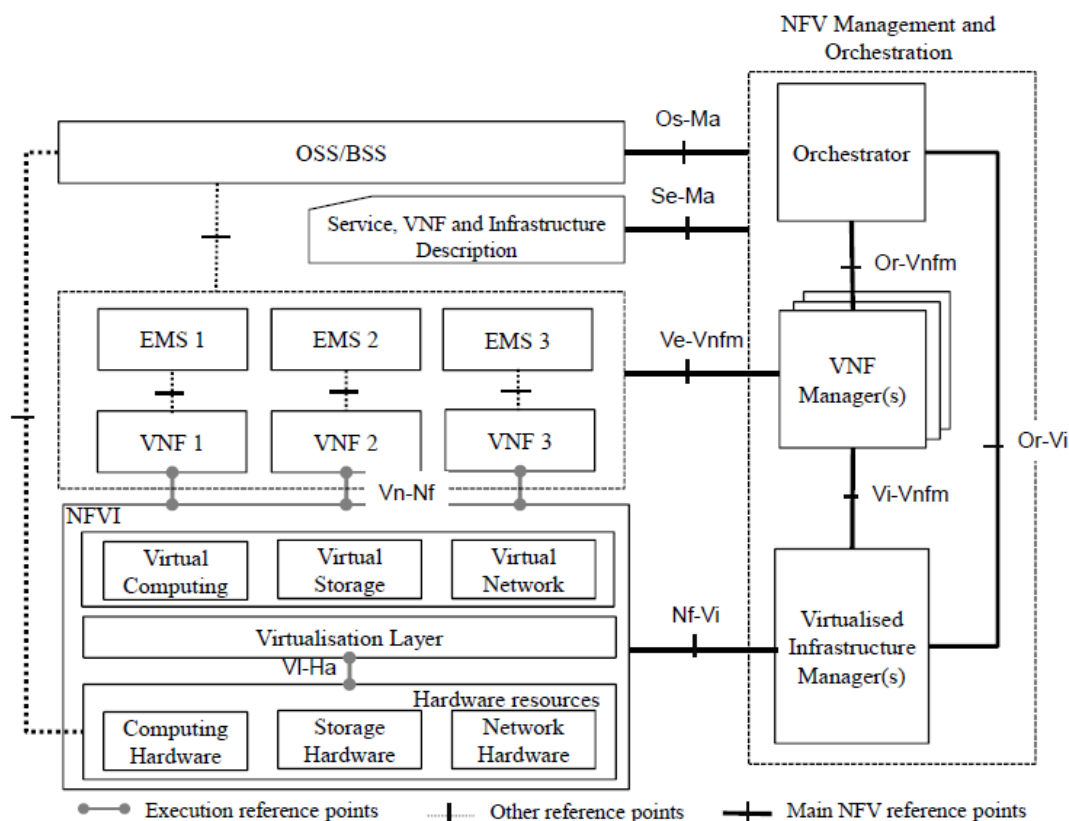 NFV Management and
Orchestration
Os-Ma
OSS/BSS
Orchestrator
Se-Ma
Service, VNF and Infrastructure
Description
Or-Vnfm
EMS 1
EMS 2
EMS 3
Ve-Vnfm
VNF
Manager(s)
VNF 1
VNF 2
VNF 3
Or-Vi
Vn-Nf
Vi-Vnfm
NFVI
Virtual
Computing
Virtual
Storage
Virtual
Network
Nf-Vi
Virtualised
Infrastructure
Manager(s)
Virtualisation Layer
Vl-Ha
Hardware resources
Computing
Hardware
Storage
Hardware
Network
Hardware
Execution reference points
Other reference points
Main NFV reference points